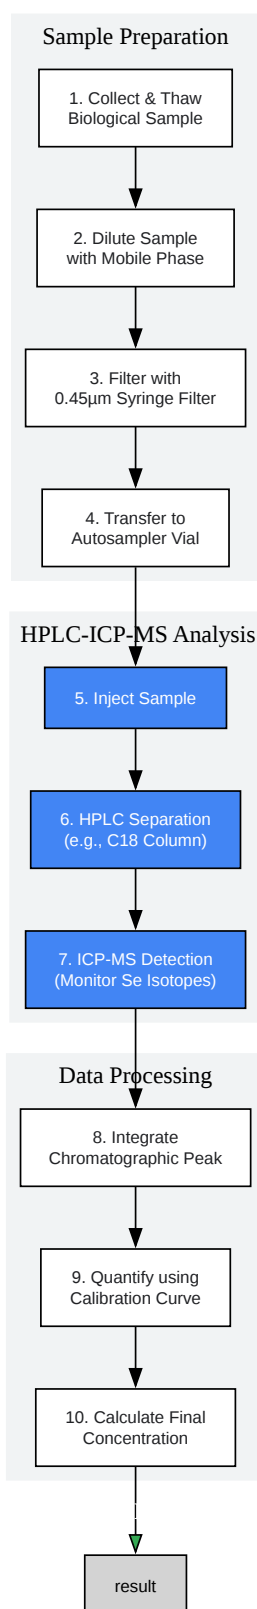 Sample Preparation
1. Collect & Thaw
Biological Sample
2. Dilute Sample
with Mobile Phase
3. Filter with
0.45µm Syringe Filter
4. Transfer to
Autosampler Vial
HPLC-ICP-MS Analysis
5. Inject Sample
6. HPLC Separation
(e.g., C18 Column)
7. ICP-MS Detection
(Monitor Se Isotopes)
Data Processing
8. Integrate
Chromatographic Peak
9. Quantify using
Calibration Curve
10. Calculate Final
Concentration
result